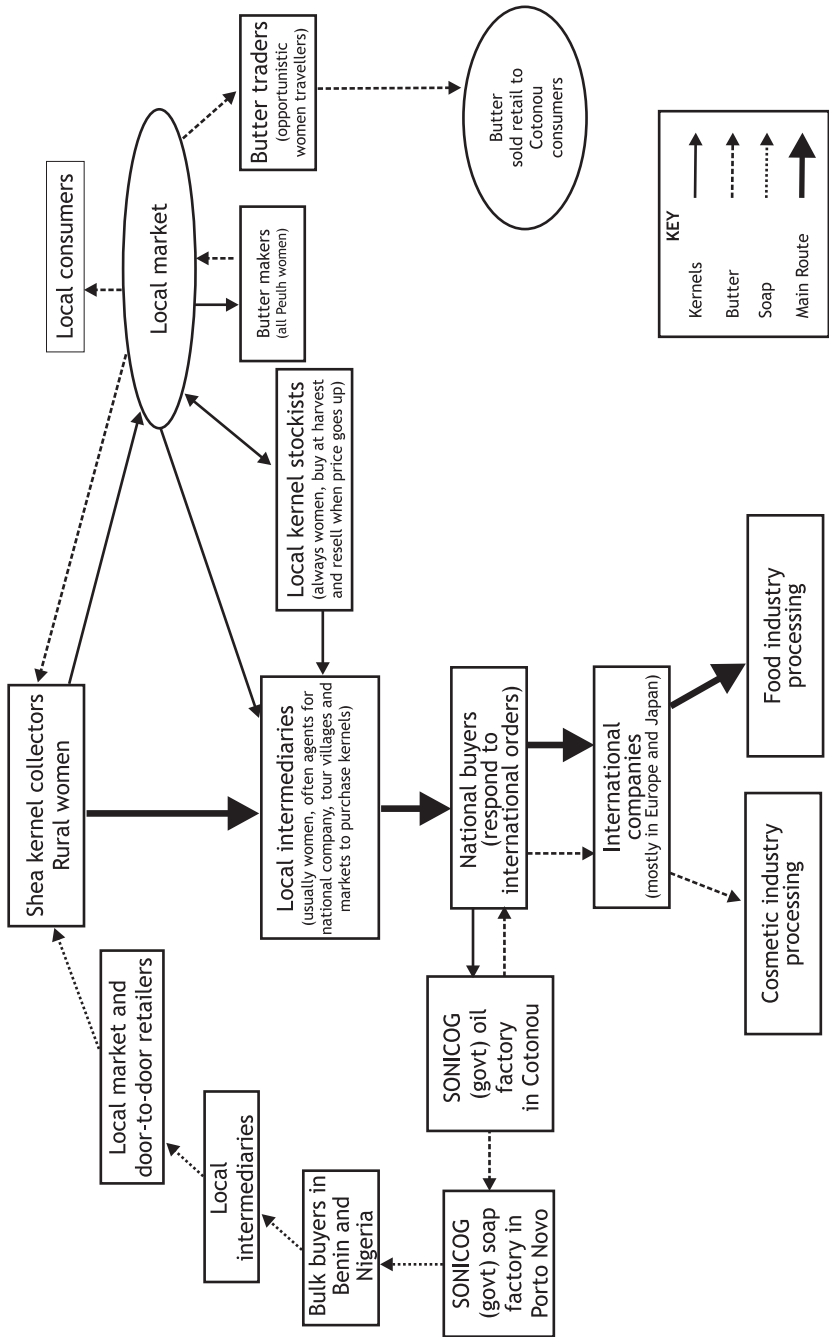 Shea kernel collectors
Rural women
Local consumers
Local market
Butter traders
(opportunistic
women travellers)
Butter makers
(all Peulh women)
Butter
sold retail to
Cotonou
consumers
Local kernel stockists
(always women, buy at harvest
and resell when price goes up)
Local intermediaries
(usually women, often agents for
national company, tour villages and
markets to purchase kernels)
Local market and
door-to-door retailers
Local
intermediaries
Bulk buyers in
Benin and
Nigeria
SONICOG
(govt) soap
factory in
Porto Novo
SONICOG
(govt) oil
factory
in Cotonou
National buyers
(respond to
international orders)
International
companies
(mostly in Europe and Japan)
Cosmetic industry
processing
Food industry
processing
KEY
Kernels
Butter
Soap
Main Route